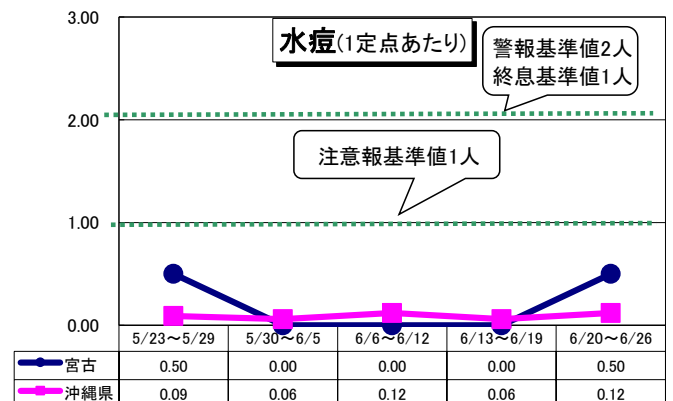 3.00
水痘(1定点あたり)
警報基準値2人
終息基準値1人
2.00
注意報基準値1人
1.00
0.00
5/23～5/29 5/30～6/5 6/6～6/12 6/13～6/19 6/20～6/26
宮古 0.50 0.00 0.00 0.00 0.50
沖縄県 0.09 0.06 0.12 0.06 0.12